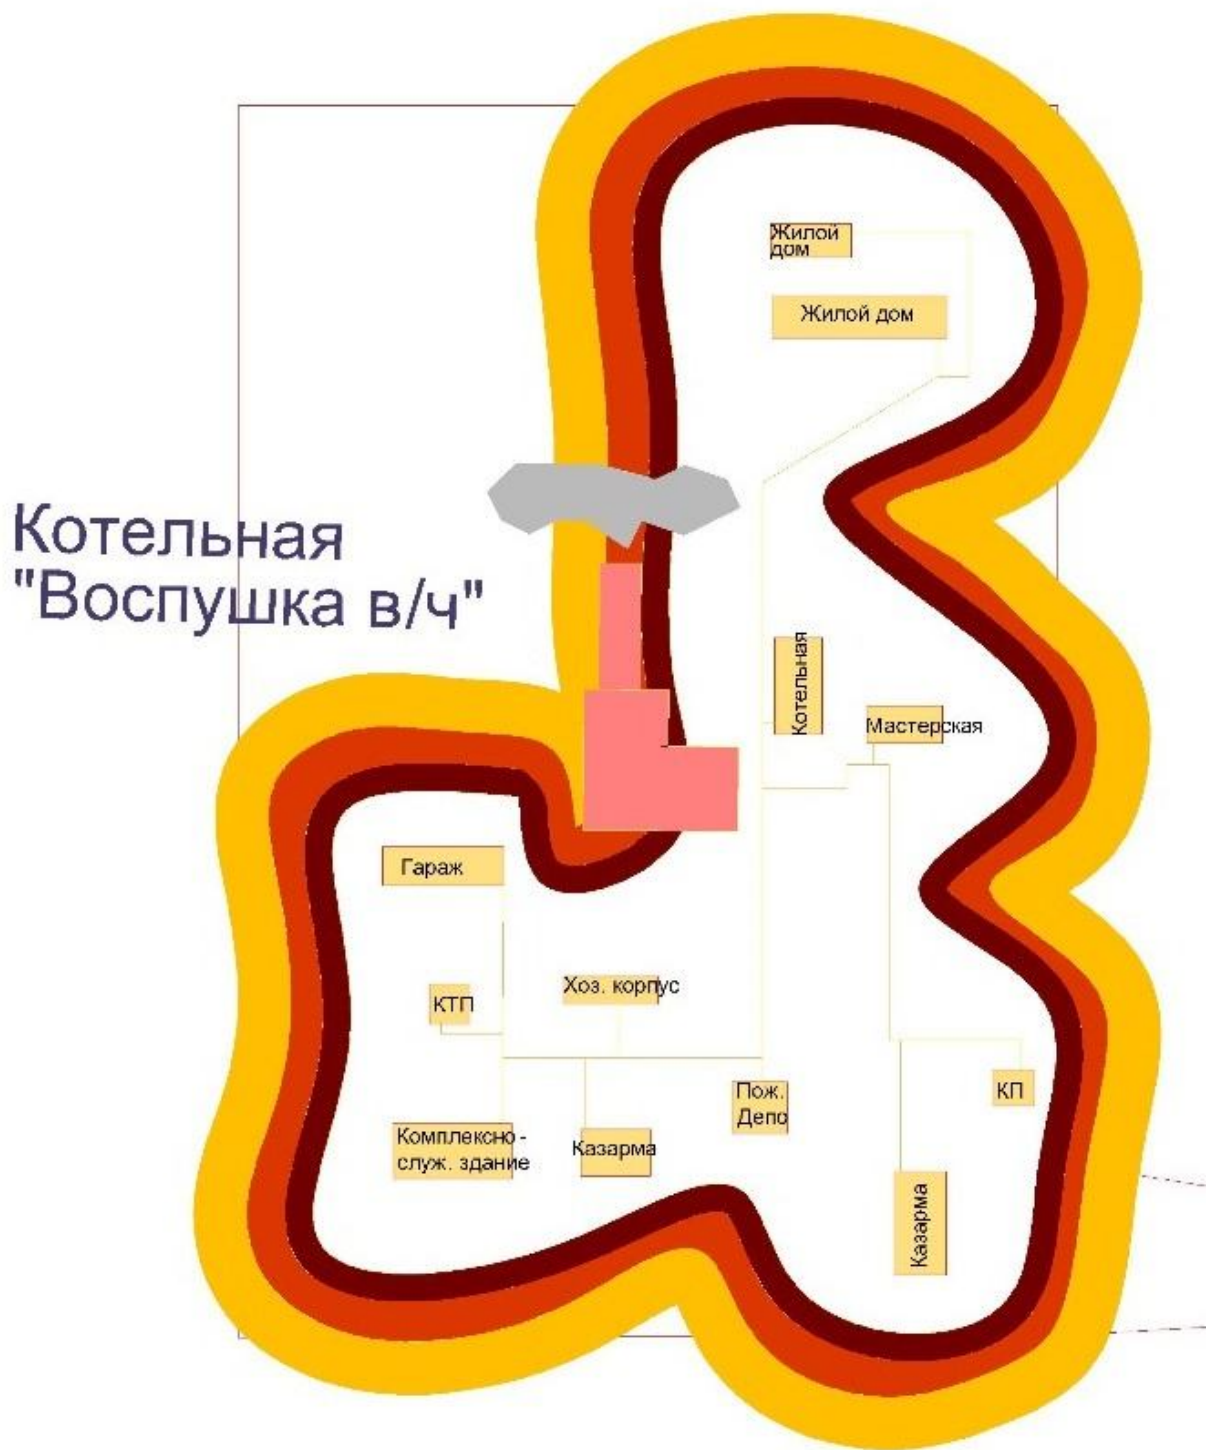 Жилой
дом
Жилой дом
Котельная
"Воспушка в/ч"
Котельная
Мастерская
Гараж
Хоз. корпус
КТП
Пож.
Депо
КП
Комплексно-
служ. здание
Казарма
Казарма